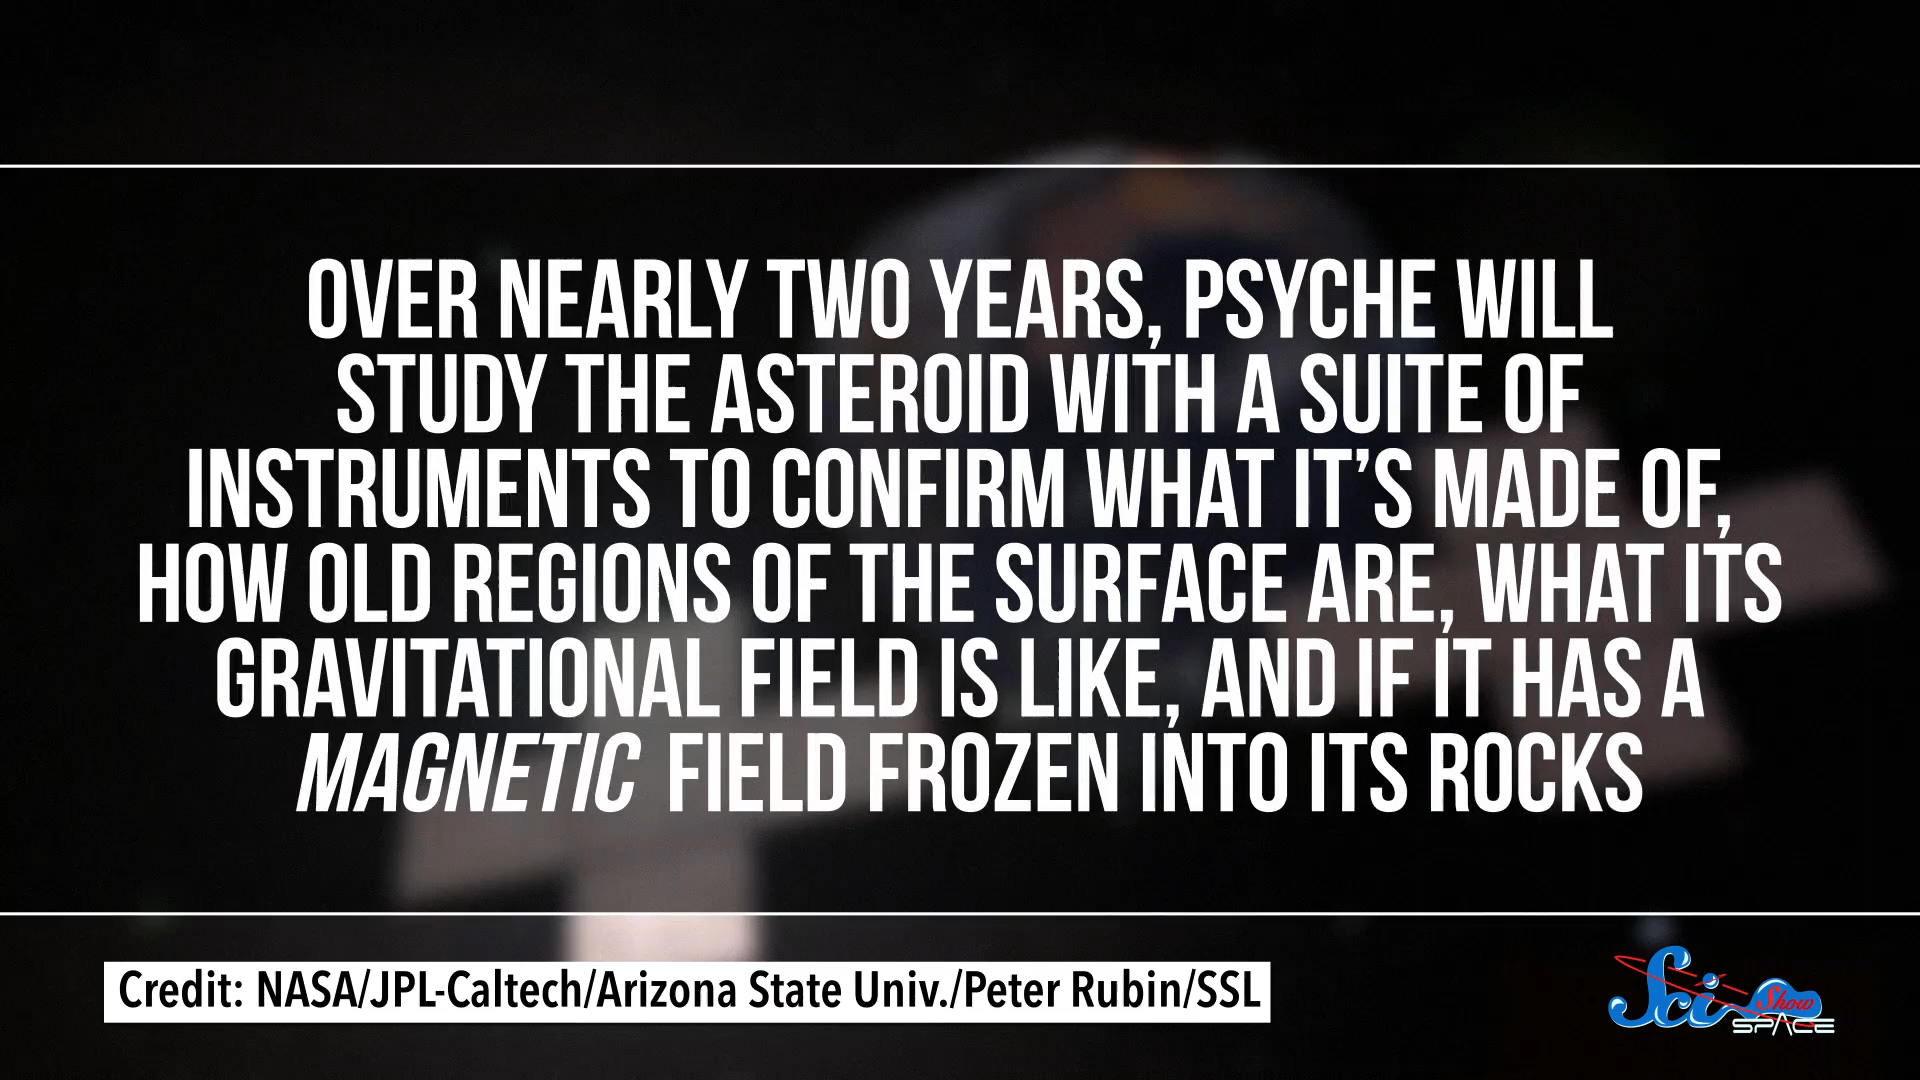 OVER NEARLY TWO YEARS, PSYCHE WILL
STUDY THE ASTEROID WITH A SUITE OF
INSTRUMENTS TO CONFIRM WHAT IT'S MADE OF,
HOW OLD REGIONS OF THE SURFACE ARE, WHAT ITS
GRAVITATIONAL FIELD IS LIKE, AND IF IT HAS A
MAGNETIC FIELD FROZEN INTO ITS ROCKS
Credit: NASA/JPL-Caltech/Arizona State Univ./Peter Rubin/SSL
Sci Show
SPACE